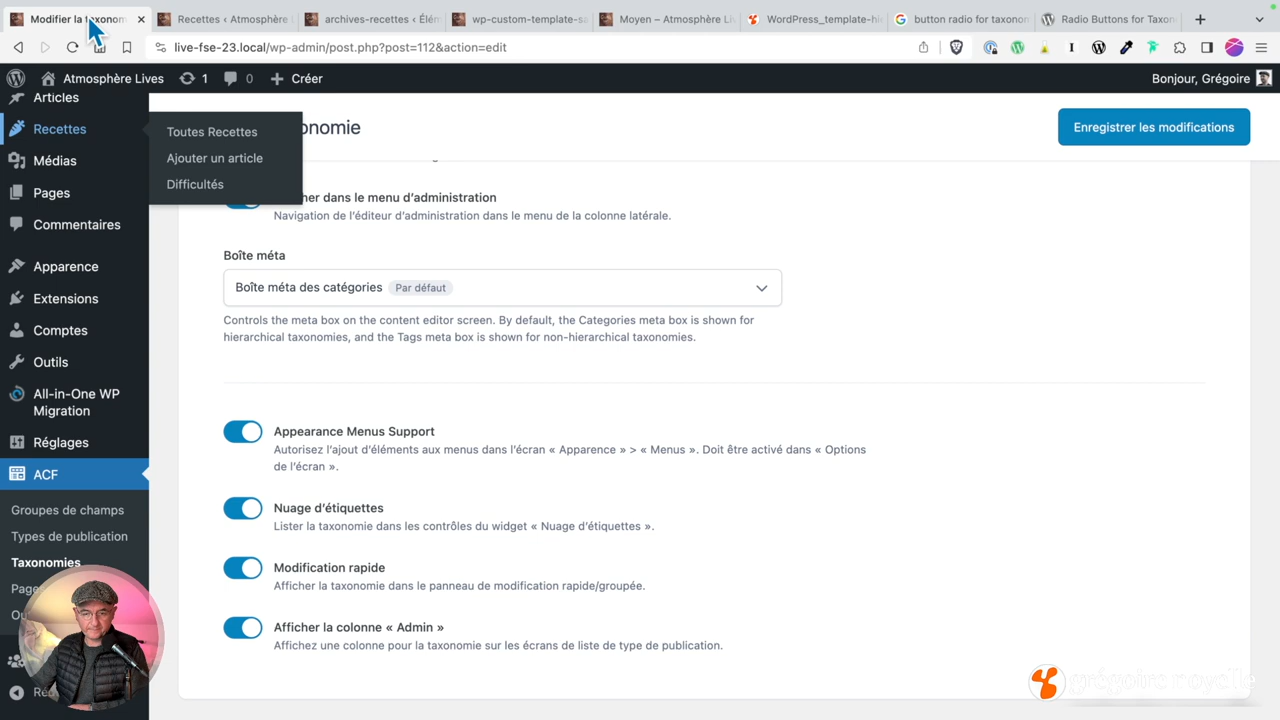 Modifier la taxonom
Recettes ‹ Atmosphère L
archives-recettes ‹ Élém
wp-custom-template-sa
Moyen – Atmosphère Liv
WordPress_template-hie
button radio for taxonom
Radio Buttons for Taxon
live-fse-23.local/wp-admin/post.php?post=112&action=edit
Atmosphère Lives
1
0
Créer
Bonjour, Grégoire
Articles
Recettes
Médias
Pages
Commentaires
Apparence
Extensions
Comptes
Outils
All-in-One WP
Migration
Réglages
ACF
Groupes de champs
Types de publication
Taxonomies
Toutes Recettes
Ajouter un article
Difficultés
onomie
Enregistrer les modifications
her dans le menu d’administration
Navigation de l’éditeur d’administration dans le menu de la colonne latérale.
Boîte méta
Boîte méta des catégories Par défaut
Controls the meta box on the content editor screen. By default, the Categories meta box is shown for
hierarchical taxonomies, and the Tags meta box is shown for non-hierarchical taxonomies.
Appearance Menus Support
Autorisez l’ajout d’éléments aux menus dans l’écran « Apparence » > « Menus ». Doit être activé dans « Options
de l’écran ».
Nuage d’étiquettes
Lister la taxonomie dans les contrôles du widget « Nuage d’étiquettes ».
Modification rapide
Afficher la taxonomie dans le panneau de modification rapide/groupée.
Afficher la colonne « Admin »
Affichez une colonne pour la taxonomie sur les écrans de liste de type de publication.
grégoire noyelle